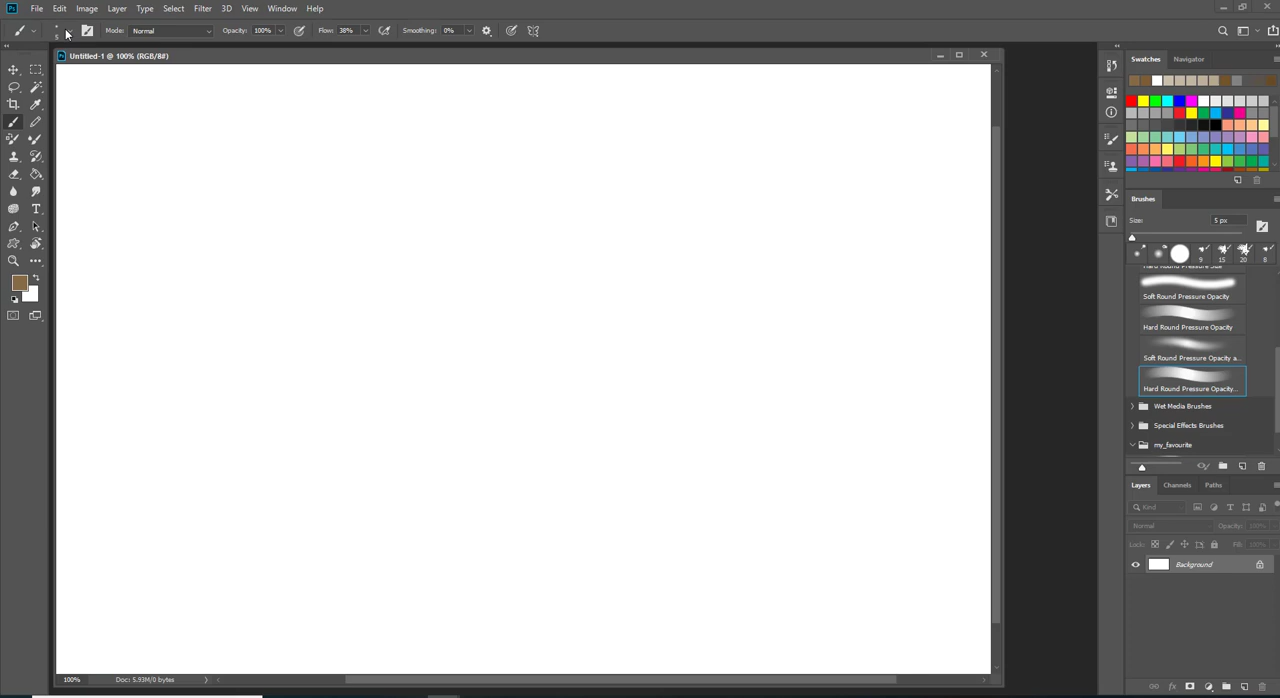 Ps File Edit Image Layer Type Select Filter 3D View Window Help
5 Mode: Normal Opacity: 100% Flow: 38% Smoothing: 0%
Ps Untitled-1 @ 100% (RGB/8#)
Swatches Navigator
Brushes
Size: 5 px
9 15 20 8
Hard Round Pressure Size
Soft Round Pressure Opacity
Hard Round Pressure Opacity
Soft Round Pressure Opacity a...
Hard Round Pressure Opacity...
Wet Media Brushes
Special Effects Brushes
my_favourite
Layers Channels Paths
Kind
Normal Opacity: 100%
Lock: Fill: 100%
Background
100% Doc: 5.93M/0 bytes